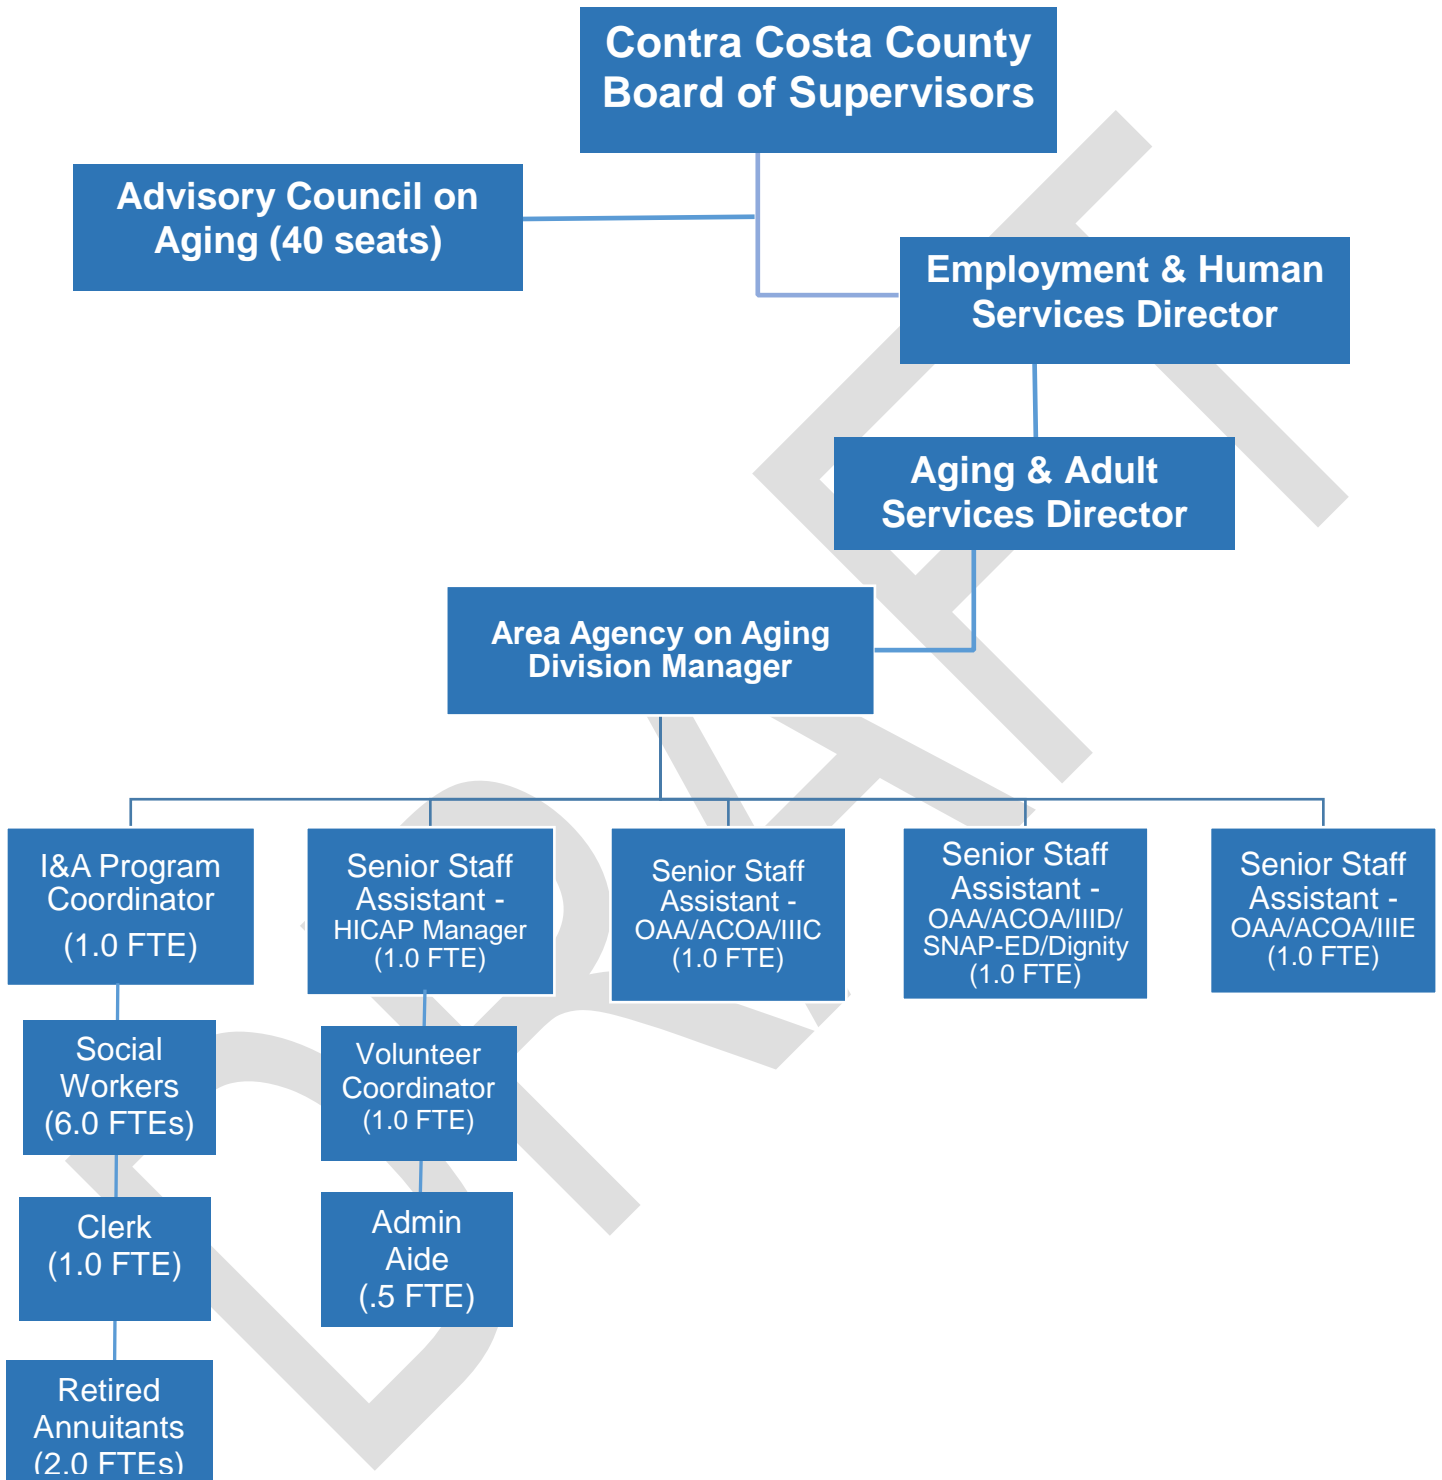 Contra Costa County
Board of Supervisors
Advisory Council on
Aging (40 seats)
Employment & Human
Services Director
Aging & Adult
Services Director
Area Agency on Aging
Division Manager
I&A Program
Coordinator
(1.0 FTE)
Senior Staff
Assistant -
HICAP Manager
(1.0 FTE)
Senior Staff
Assistant -
OAA/ACOA/IIIC
(1.0 FTE)
Senior Staff
Assistant -
OAA/ACOA/IIID/
SNAP-ED/Dignity
(1.0 FTE)
Senior Staff
Assistant -
OAA/ACOA/IIIE
(1.0 FTE)
Social
Workers
(6.0 FTEs)
Volunteer
Coordinator
(1.0 FTE)
Clerk
(1.0 FTE)
Admin
Aide
(.5 FTE)
Retired
Annuitants
(2.0 FTEs)
DRAFT